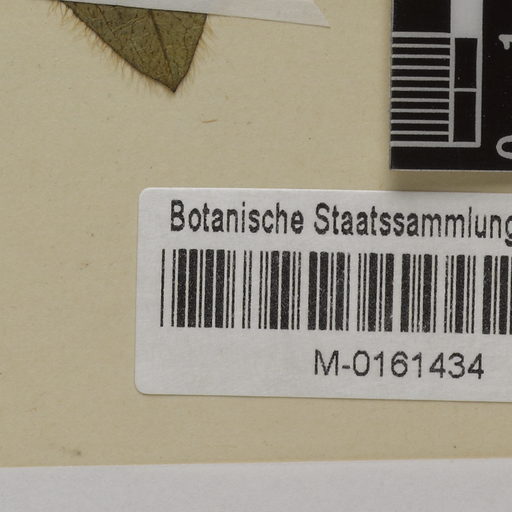 Botanische Staatssammlung
M-0161434